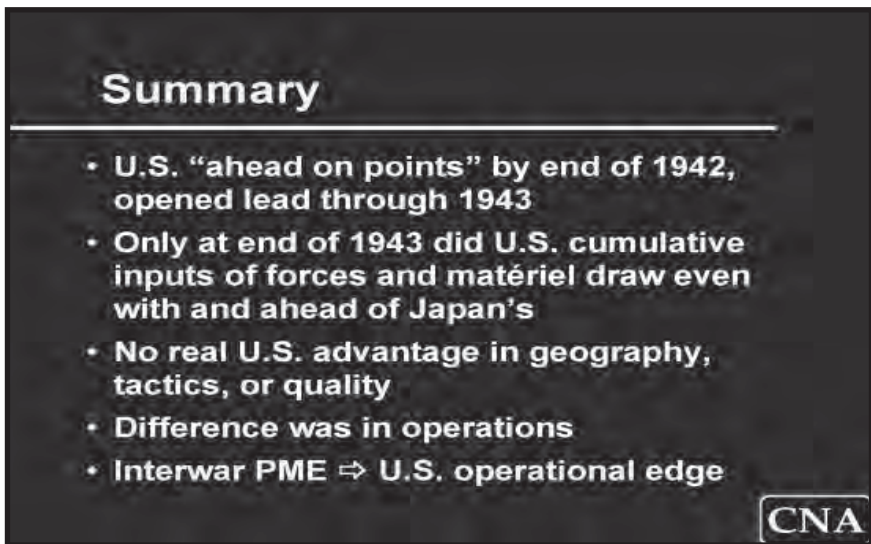 Summary
• U.S. “ahead on points” by end of 1942,
opened lead through 1943
• Only at end of 1943 did U.S. cumulative
inputs of forces and matériel draw even
with and ahead of Japan’s
• No real U.S. advantage in geography,
tactics, or quality
• Difference was in operations
• Interwar PME ⇨ U.S. operational edge
CNA